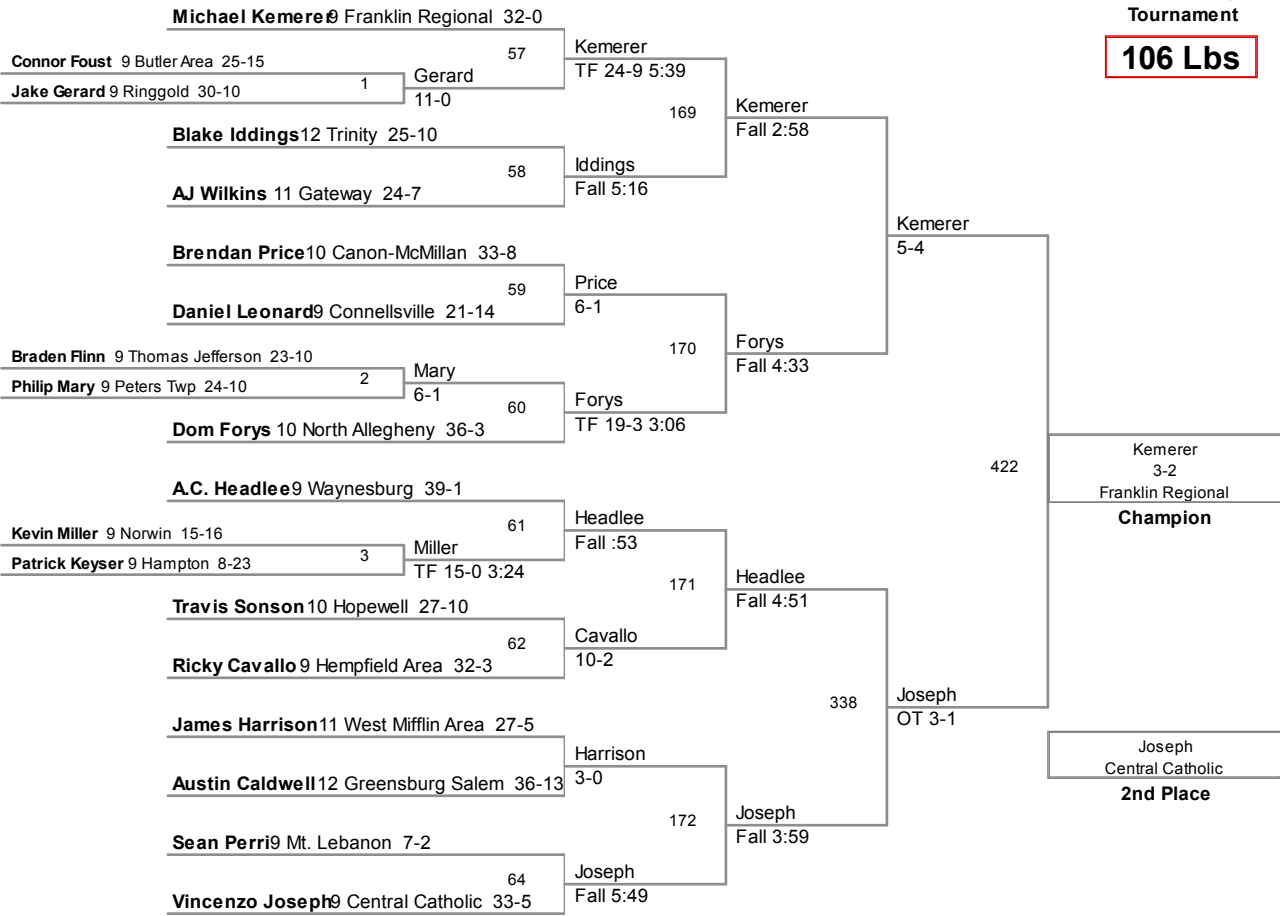 Tournament
106 Lbs
Michael Kemerer 9 Franklin Regional 32-0
57
Connor Foust 9 Butler Area 25-15
1
Jake Gerard 9 Ringgold 30-10
Gerard
11-0
Kemerer
TF 24-9 5:39
169
Blake Iddings 12 Trinity 25-10
58
AJ Wilkins 11 Gateway 24-7
Iddings
Fall 5:16
Kemerer
Fall 2:58
Brendan Price 10 Canon-McMillan 33-8
59
Daniel Leonard 9 Connellsville 21-14
Price
6-1
170
Braden Flinn 9 Thomas Jefferson 23-10
2
Philip Mary 9 Peters Twp 24-10
Mary
6-1
60
Dom Forys 10 North Allegheny 36-3
Forys
TF 19-3 3:06
Forys
Fall 4:33
Kemerer
5-4
422
A.C. Headlee 9 Waynesburg 39-1
61
Kevin Miller 9 Norwin 15-16
3
Patrick Keyser 9 Hampton 8-23
Miller
TF 15-0 3:24
Headlee
Fall :53
171
Travis Sonson 10 Hopewell 27-10
62
Ricky Cavallo 9 Hempfield Area 32-3
Cavallo
10-2
Headlee
Fall 4:51
338
James Harrison 11 West Mifflin Area 27-5
Austin Caldwell 12 Greensburg Salem 36-13
Harrison
3-0
172
Sean Perri 9 Mt. Lebanon 7-2
64
Vincenzo Joseph 9 Central Catholic 33-5
Joseph
Fall 5:49
Joseph
Fall 3:59
Joseph
OT 3-1
Kemerer
3-2
Franklin Regional
Champion
Joseph
Central Catholic
2nd Place